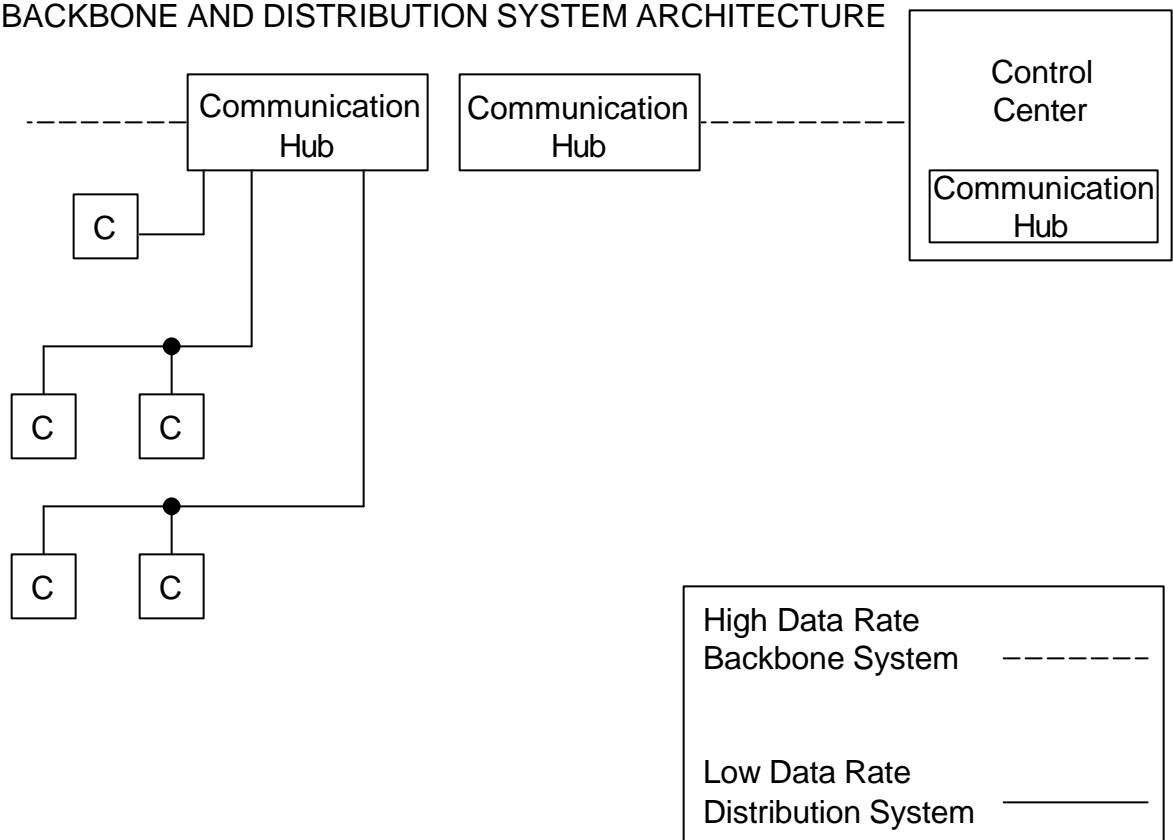 BACKBONE AND DISTRIBUTION SYSTEM ARCHITECTURE
Communication
Hub
Communication
Hub
Control
Center
Communication
Hub
C
C
C
C
C
High Data Rate
Backbone System
Low Data Rate
Distribution System